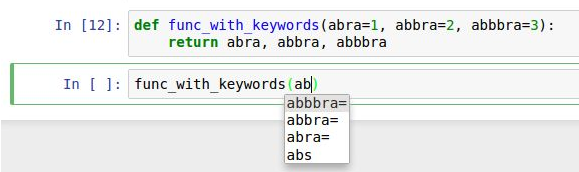 In [12]: def func_with_keywords(abra=1, abbra=2, abbbra=3):
return abra, abbra, abbbra
In [ ]: func_with_keywords(ab)
abbbra=
abbra=
abra=
abs